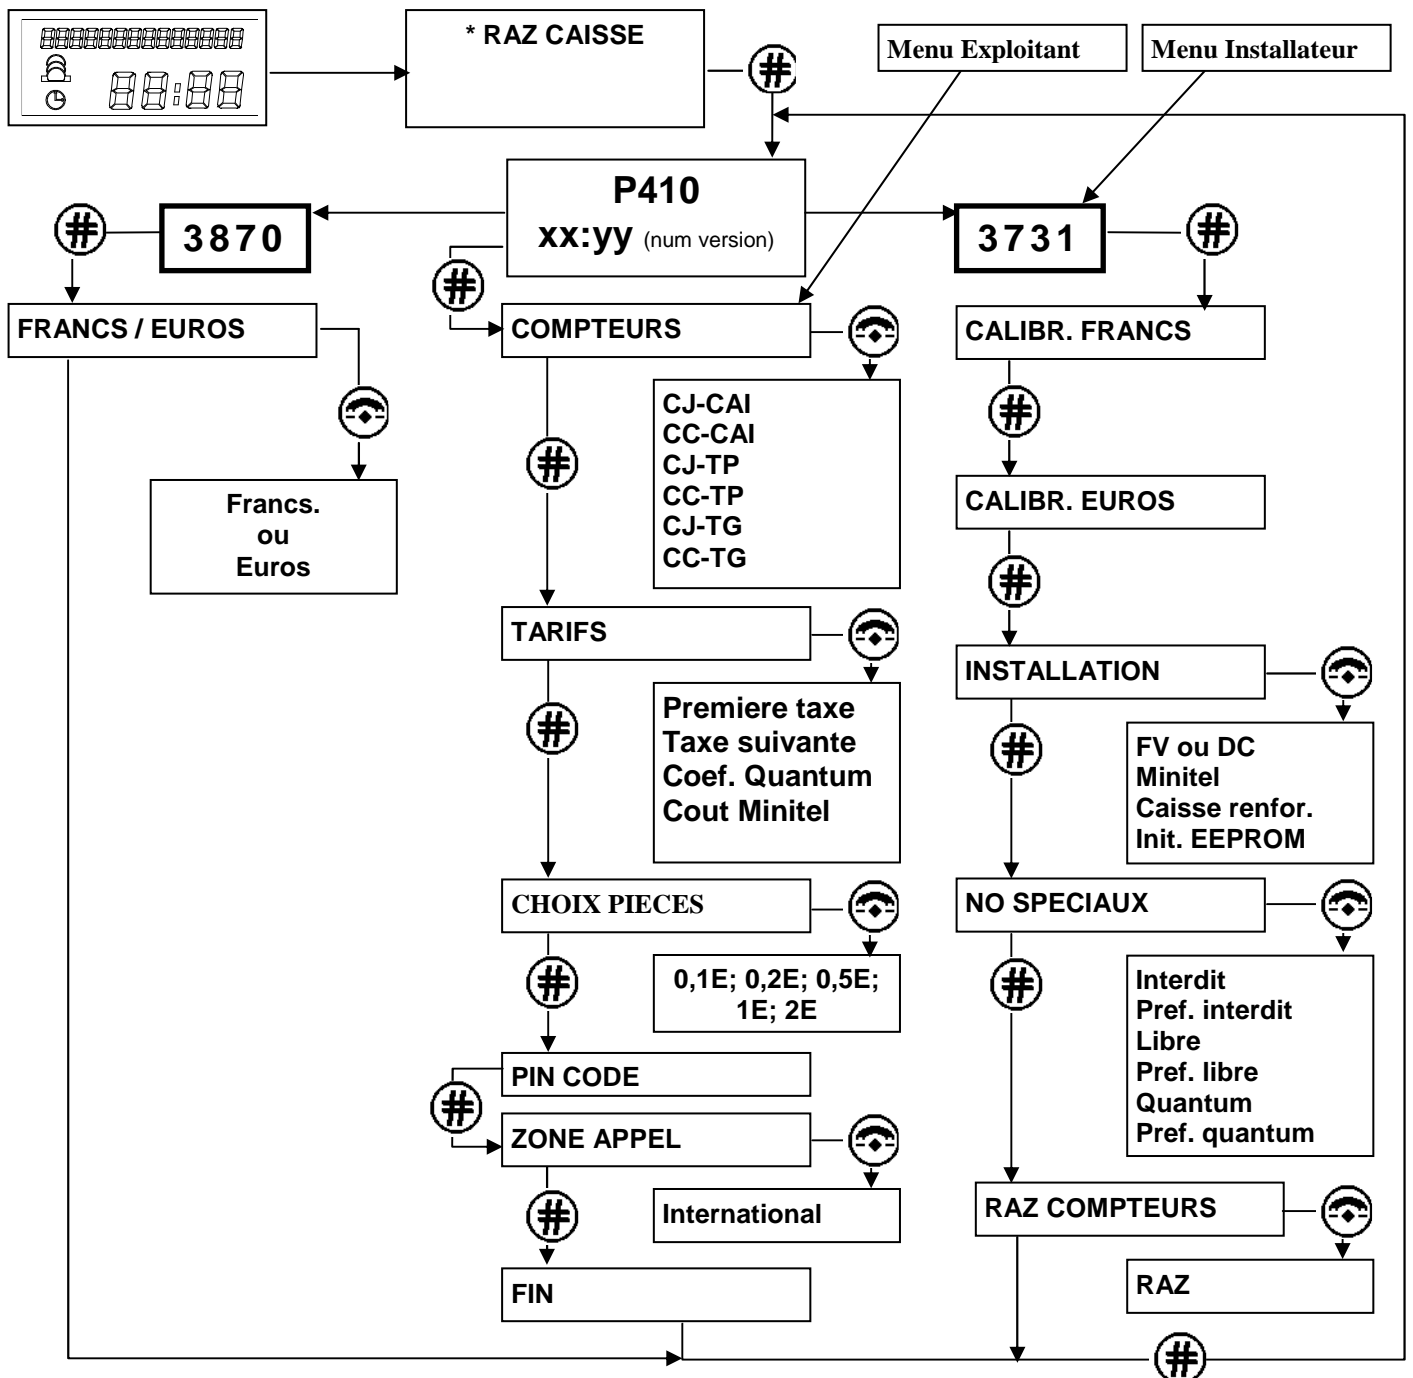 * RAZ CAISSE
Menu Exploitant
Menu Installateur
88:88
P410
xx:yy (num version)
#
3870
3731
#
#
#
FRANCS / EUROS
COMPTEURS
CALIBR. FRANCS
Francs.
ou
Euros
CJ-CAI
CC-CAI
CJ-TP
CC-TP
CJ-TG
CC-TG
#
#
CALIBR. EUROS
#
TARIFS
INSTALLATION
Premiere taxe
Taxe suivante
Coef. Quantum
Cout Minitel
#
#
FV ou DC
Minitel
Caisse renfor.
Init. EEPROM
CHOIX PIECES
NO SPECIAUX
0,1E; 0,2E; 0,5E;
1E; 2E
#
#
Interdit
Pref. interdit
Libre
Pref. libre
Quantum
Pref. quantum
PIN CODE
#
ZONE APPEL
International
#
RAZ COMPTEURS
RAZ
FIN
#